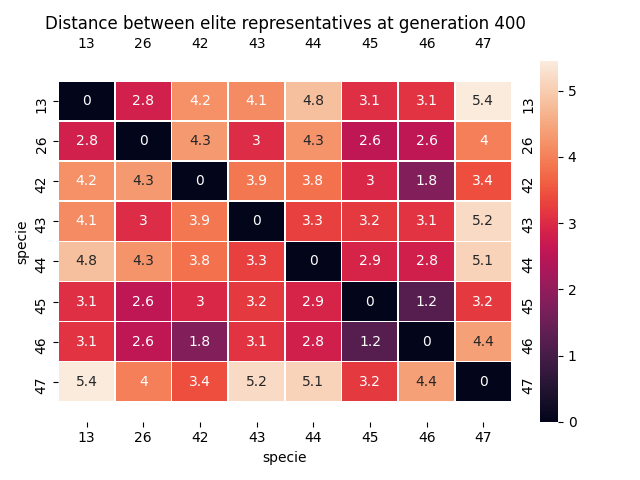 Distance between elite representatives at generation 400
13 26 42 43 44 45 46 47
13 0 2.8 4.2 4.1 4.8 3.1 3.1 5.4 13
26 2.8 0 4.3 3 4.3 2.6 2.6 4 26
42 4.2 4.3 0 3.9 3.8 3 1.8 3.4 42
43 4.1 3 3.9 0 3.3 3.2 3.1 5.2 43
44 4.8 4.3 3.8 3.3 0 2.9 2.8 5.1 44
45 3.1 2.6 3 3.2 2.9 0 1.2 3.2 45
46 3.1 2.6 1.8 3.1 2.8 1.2 0 4.4 46
47 5.4 4 3.4 5.2 5.1 3.2 4.4 0 47
13 26 42 43 44 45 46 47
specie
specie
5
4
3
2
1
0